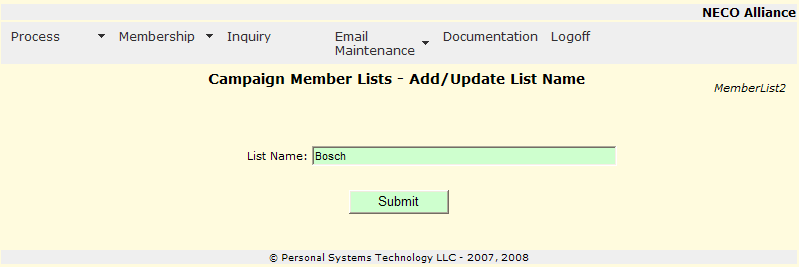 NECO Alliance
Process Membership Inquiry Email Maintenance Documentation Logoff
Campaign Member Lists - Add/Update List Name
MemberList2
List Name: Bosch
Submit
© Personal Systems Technology LLC - 2007, 2008